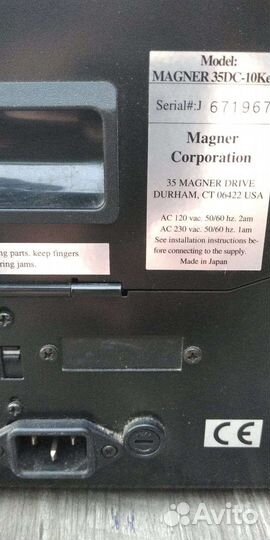 Model:
MAGNER 35DC-10Ke
Serial#:J 671967
Magner
Corporation
35 MAGNER DRIVE
DURHAM, CT 06422 USA
AC 120 vac. 50/60 hz. 2am
AC 230 vac. 50/60 hz. 1am
See installation instructions be-
fore connecting to the supply.
Made in Japan
ng parts. keep fingers
ring jams.
CE
Avito